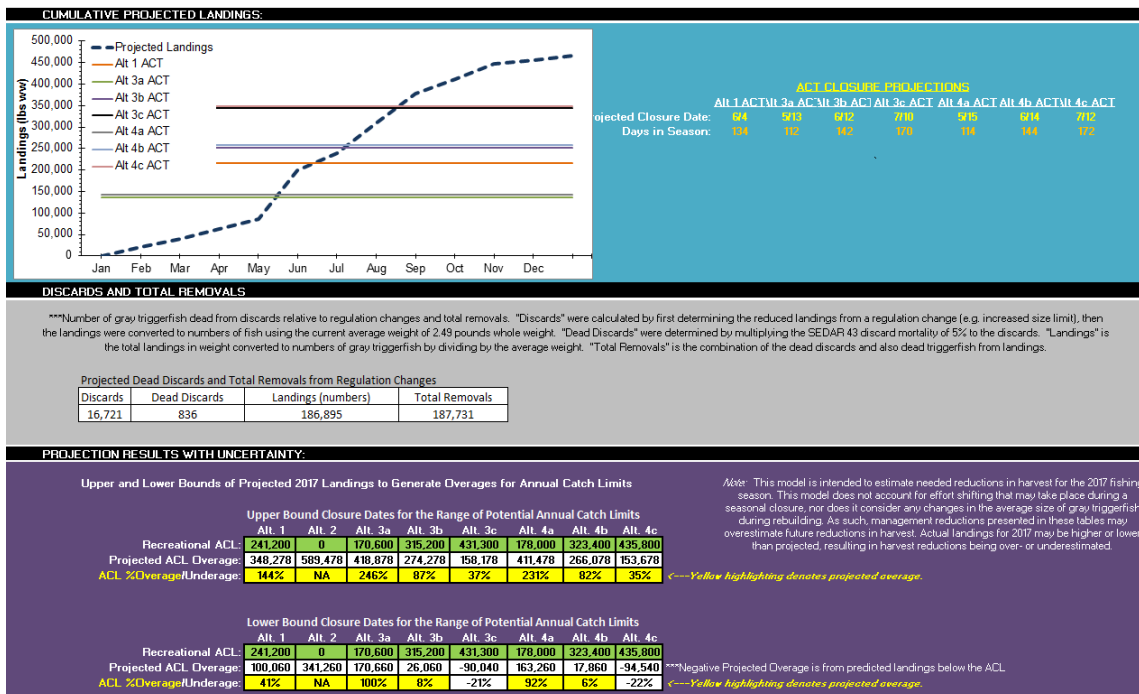 CUMULATIVE PROJECTED LANDINGS:
500,000
450,000
400,000
350,000
300,000
250,000
200,000
150,000
100,000
50,000
0
Landings (lbs ww)
Projected Landings
Alt 1 ACT
Alt 3a ACT
Alt 3b ACT
Alt 3c ACT
Alt 4a ACT
Alt 4b ACT
Alt 4c ACT
Jan Feb Mar Apr May Jun Jul Aug Sep Oct Nov Dec
ACT CLOSURE PROJECTIONS
Alt 1 ACT Alt 3a AC Alt 3b ACT Alt 3c ACT Alt 4a ACT Alt 4b ACT Alt 4c ACT
rojected Closure Date: 6/4 5/13 6/12 7/10 5/15 6/14 7/12
Days in Season: 134 112 142 170 114 144 172
DISCARDS AND TOTAL REMOVALS
***Number of gray triggerfish dead from discards relative to regulation changes and total removals. "Discards" were calculated by first determining the reduced landings from a regulation change (e.g. increased size limit), then
the landings were converted to numbers of fish using the current average weight of 2.49 pounds whole weight. "Dead Discards" were determined by multiplying the SEDAR 43 discard mortality of 5% to the discards. "Landings" is
the total landings in weight converted to numbers of gray triggerfish by dividing by the average weight. "Total Removals" is the combination of the dead discards and also dead triggerfish from landings.
Projected Dead Discards and Total Removals from Regulation Changes
Discards Dead Discards Landings (numbers) Total Removals
16,721 836 186,895 187,731
PROJECTION RESULTS WITH UNCERTAINTY:
Upper and Lower Bounds of Projected 2017 Landings to Generate Overages for Annual Catch Limits
Note: This model is intended to estimate needed reductions in harvest for the 2017 fishing
season. This model does not account for effort shifting that may take place during a
seasonal closure, nor does it consider any changes in the average size of gray triggerfish
during rebuilding. As such, management reductions presented in these tables may
overestimate future reductions in harvest. Actual landings for 2017 may be higher or lower
than projected, resulting in harvest reductions being over- or underestimated.
Upper Bound Closure Dates for the Range of Potential Annual Catch Limits
Alt. 1 Alt. 2 Alt. 3a Alt. 3b Alt. 3c Alt. 4a Alt. 4b Alt. 4c
Recreational ACL: 241,200 0 170,600 315,200 431,300 178,000 323,400 435,800
Projected ACL Overage: 348,278 589,478 418,878 274,278 158,178 411,478 266,078 153,678
ACL %Overage/Underage: 144% NA 246% 87% 37% 231% 82% 35% <---Yellow highlighting denotes projected overage.
Lower Bound Closure Dates for the Range of Potential Annual Catch Limits
Alt. 1 Alt. 2 Alt. 3a Alt. 3b Alt. 3c Alt. 4a Alt. 4b Alt. 4c
Recreational ACL: 241,200 0 170,600 315,200 431,300 178,000 323,400 435,800
Projected ACL Overage: 100,060 341,260 170,660 26,060 -90,040 163,260 17,860 -94,540 ***Negative Projected Overage is from predicted landings below the ACL
ACL %Overage/Underage: 41% NA 100% 8% -21% 92% 6% -22% <---Yellow highlighting denotes projected overage.